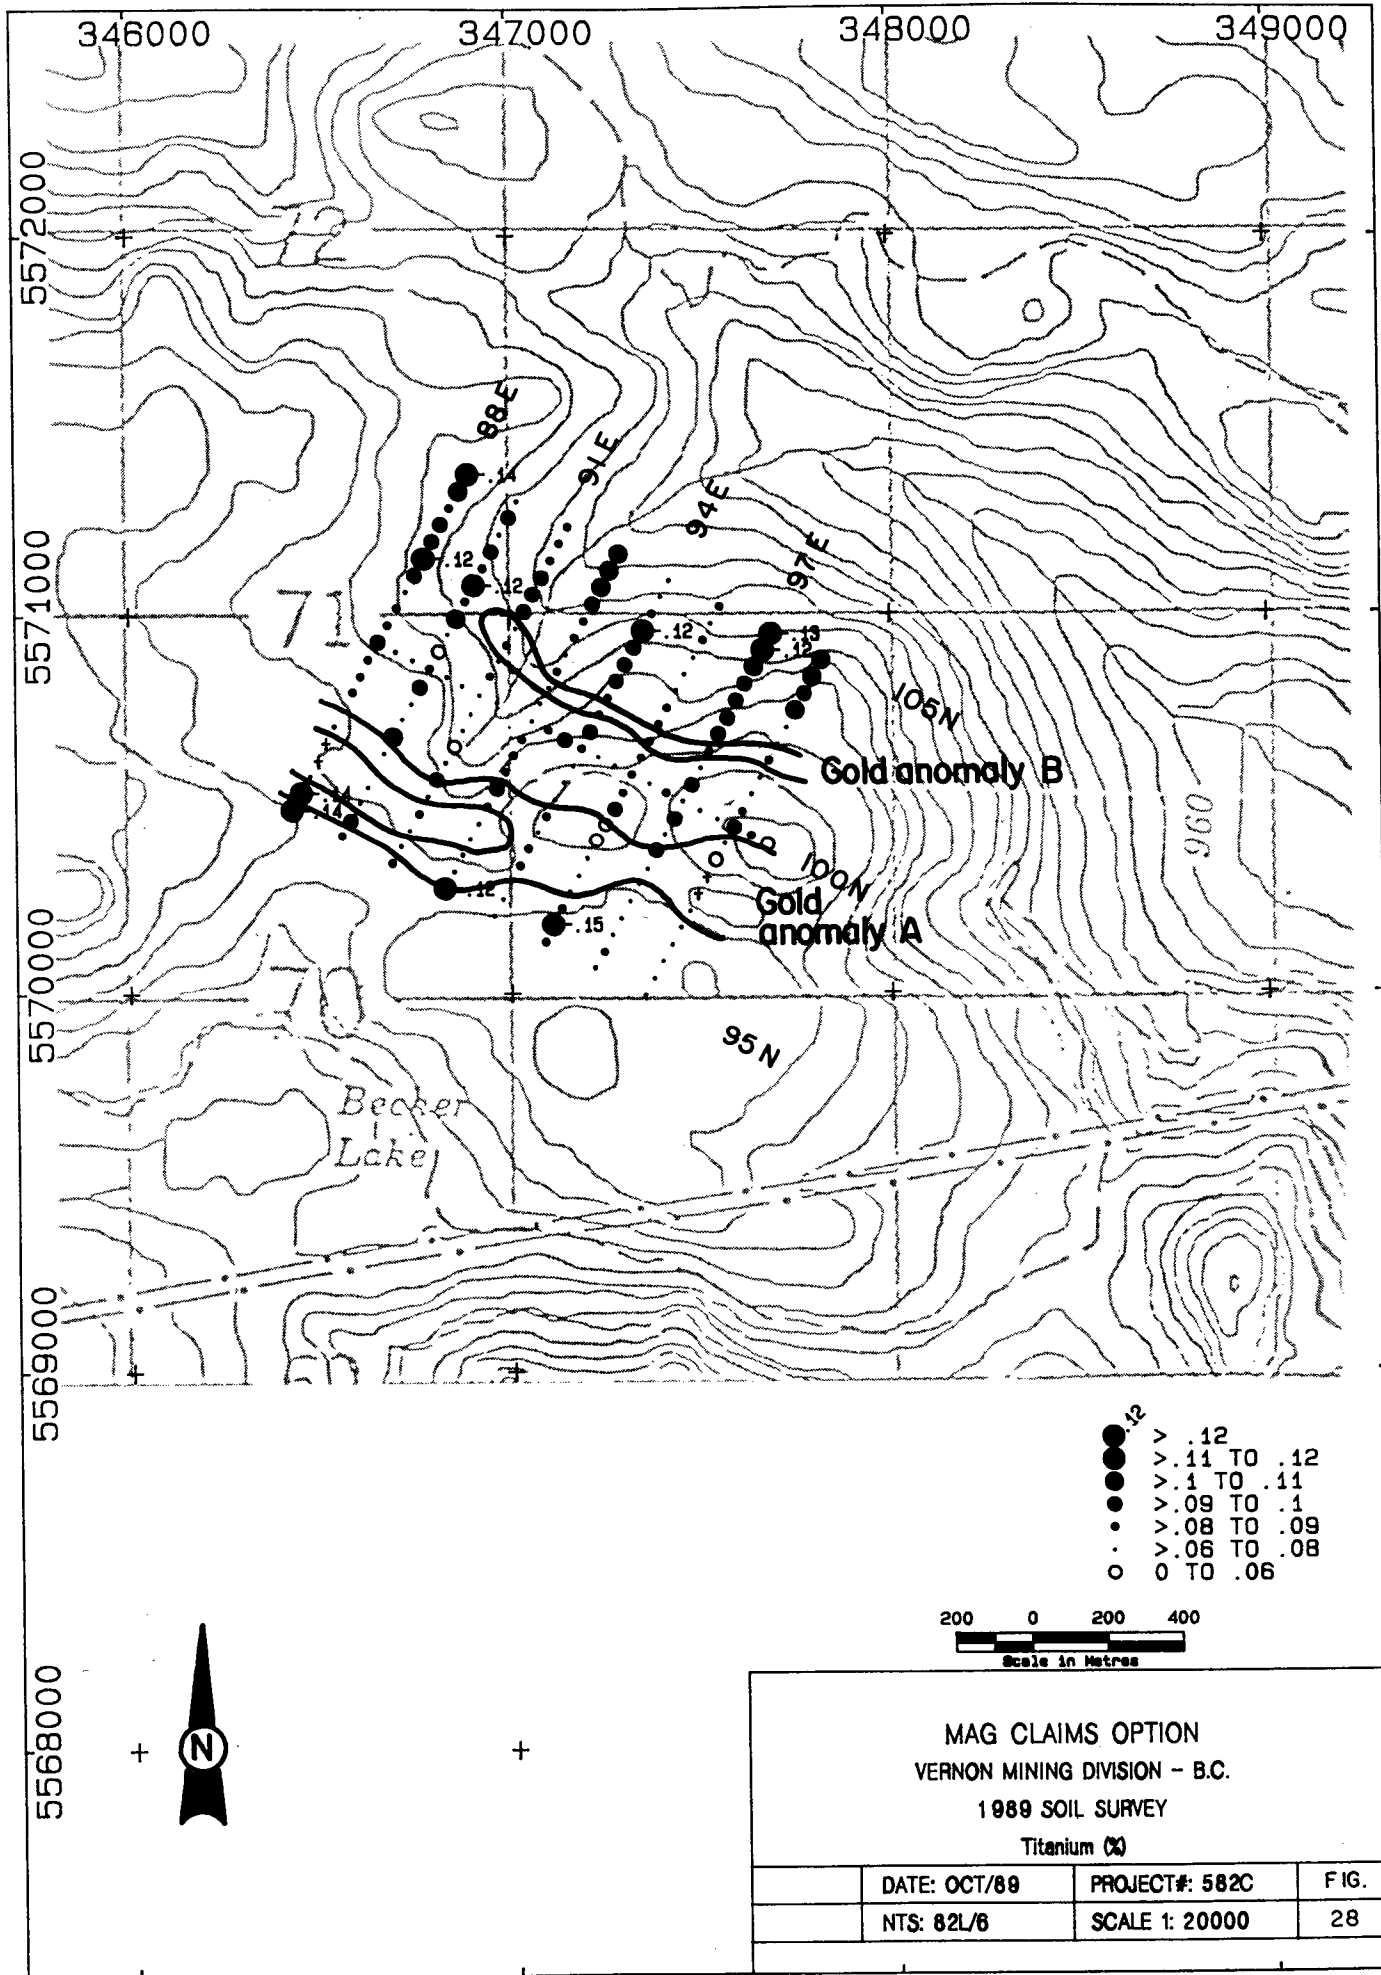 346000 347000 348000 349000
5572000
72
88E
91E
94E
97E
.14
.12
.12
5571000
71
.12
.13
.12
105N
Gold anomaly B
.14
.14
960
100N
.12
Gold
anomaly A
.15
5570000
70
95N
Becker
Lake
5569000
.12
> .12
>.11 TO .12
>.1 TO .11
>.09 TO .1
>.08 TO .09
>.06 TO .08
0 TO .06
200 0 200 400
Scale in Metres
5568000
N
MAG CLAIMS OPTION
VERNON MINING DIVISION - B.C.
1989 SOIL SURVEY
Titanium (%)
DATE: OCT/89 PROJECT#: 582C FIG.
NTS: 82L/6 SCALE 1: 20000 28